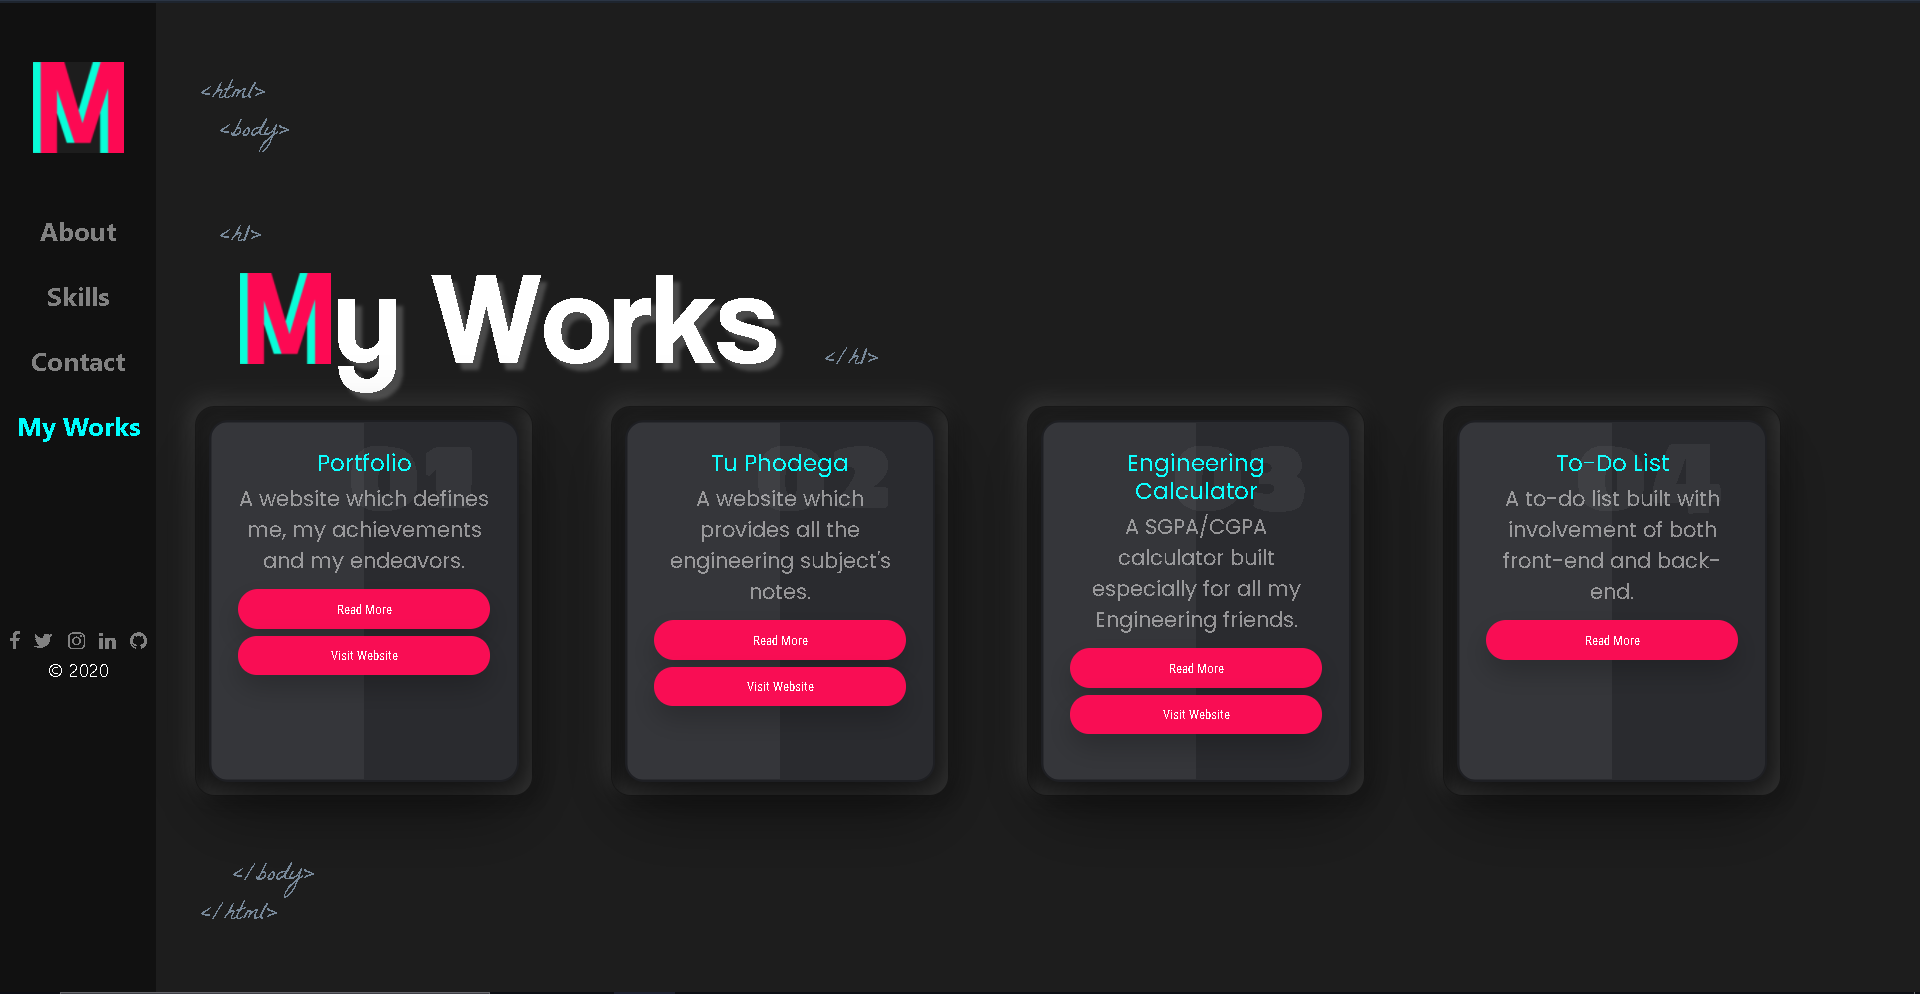 M
About
Skills
Contact
My Works
© 2020
<html>
<body>
<h1>
My Works
</h1>
01
Portfolio
A website which defines
me, my achievements
and my endeavors.
Read More
Visit Website
02
Tu Phodega
A website which
provides all the
engineering subject's
notes.
Read More
Visit Website
03
Engineering
Calculator
A SGPA/CGPA
calculator built
especially for all my
Engineering friends.
Read More
Visit Website
04
To-Do List
A to-do list built with
involvement of both
front-end and back-
end.
Read More
</body>
</html>